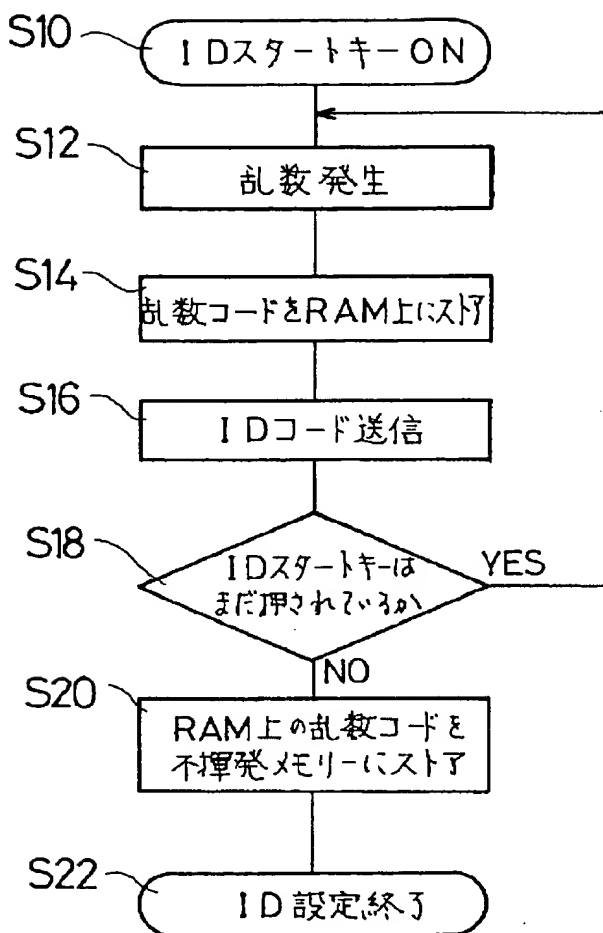 S10
IDスタートキーON
S12
乱数発生
S14
乱数コードをRAM上にストア
S16
IDコード送信
S18
IDスタートキーは
まだ押されているか
YES
NO
S20
RAM上の乱数コードを
不揮発メモリーにストア
S22
ID設定終了